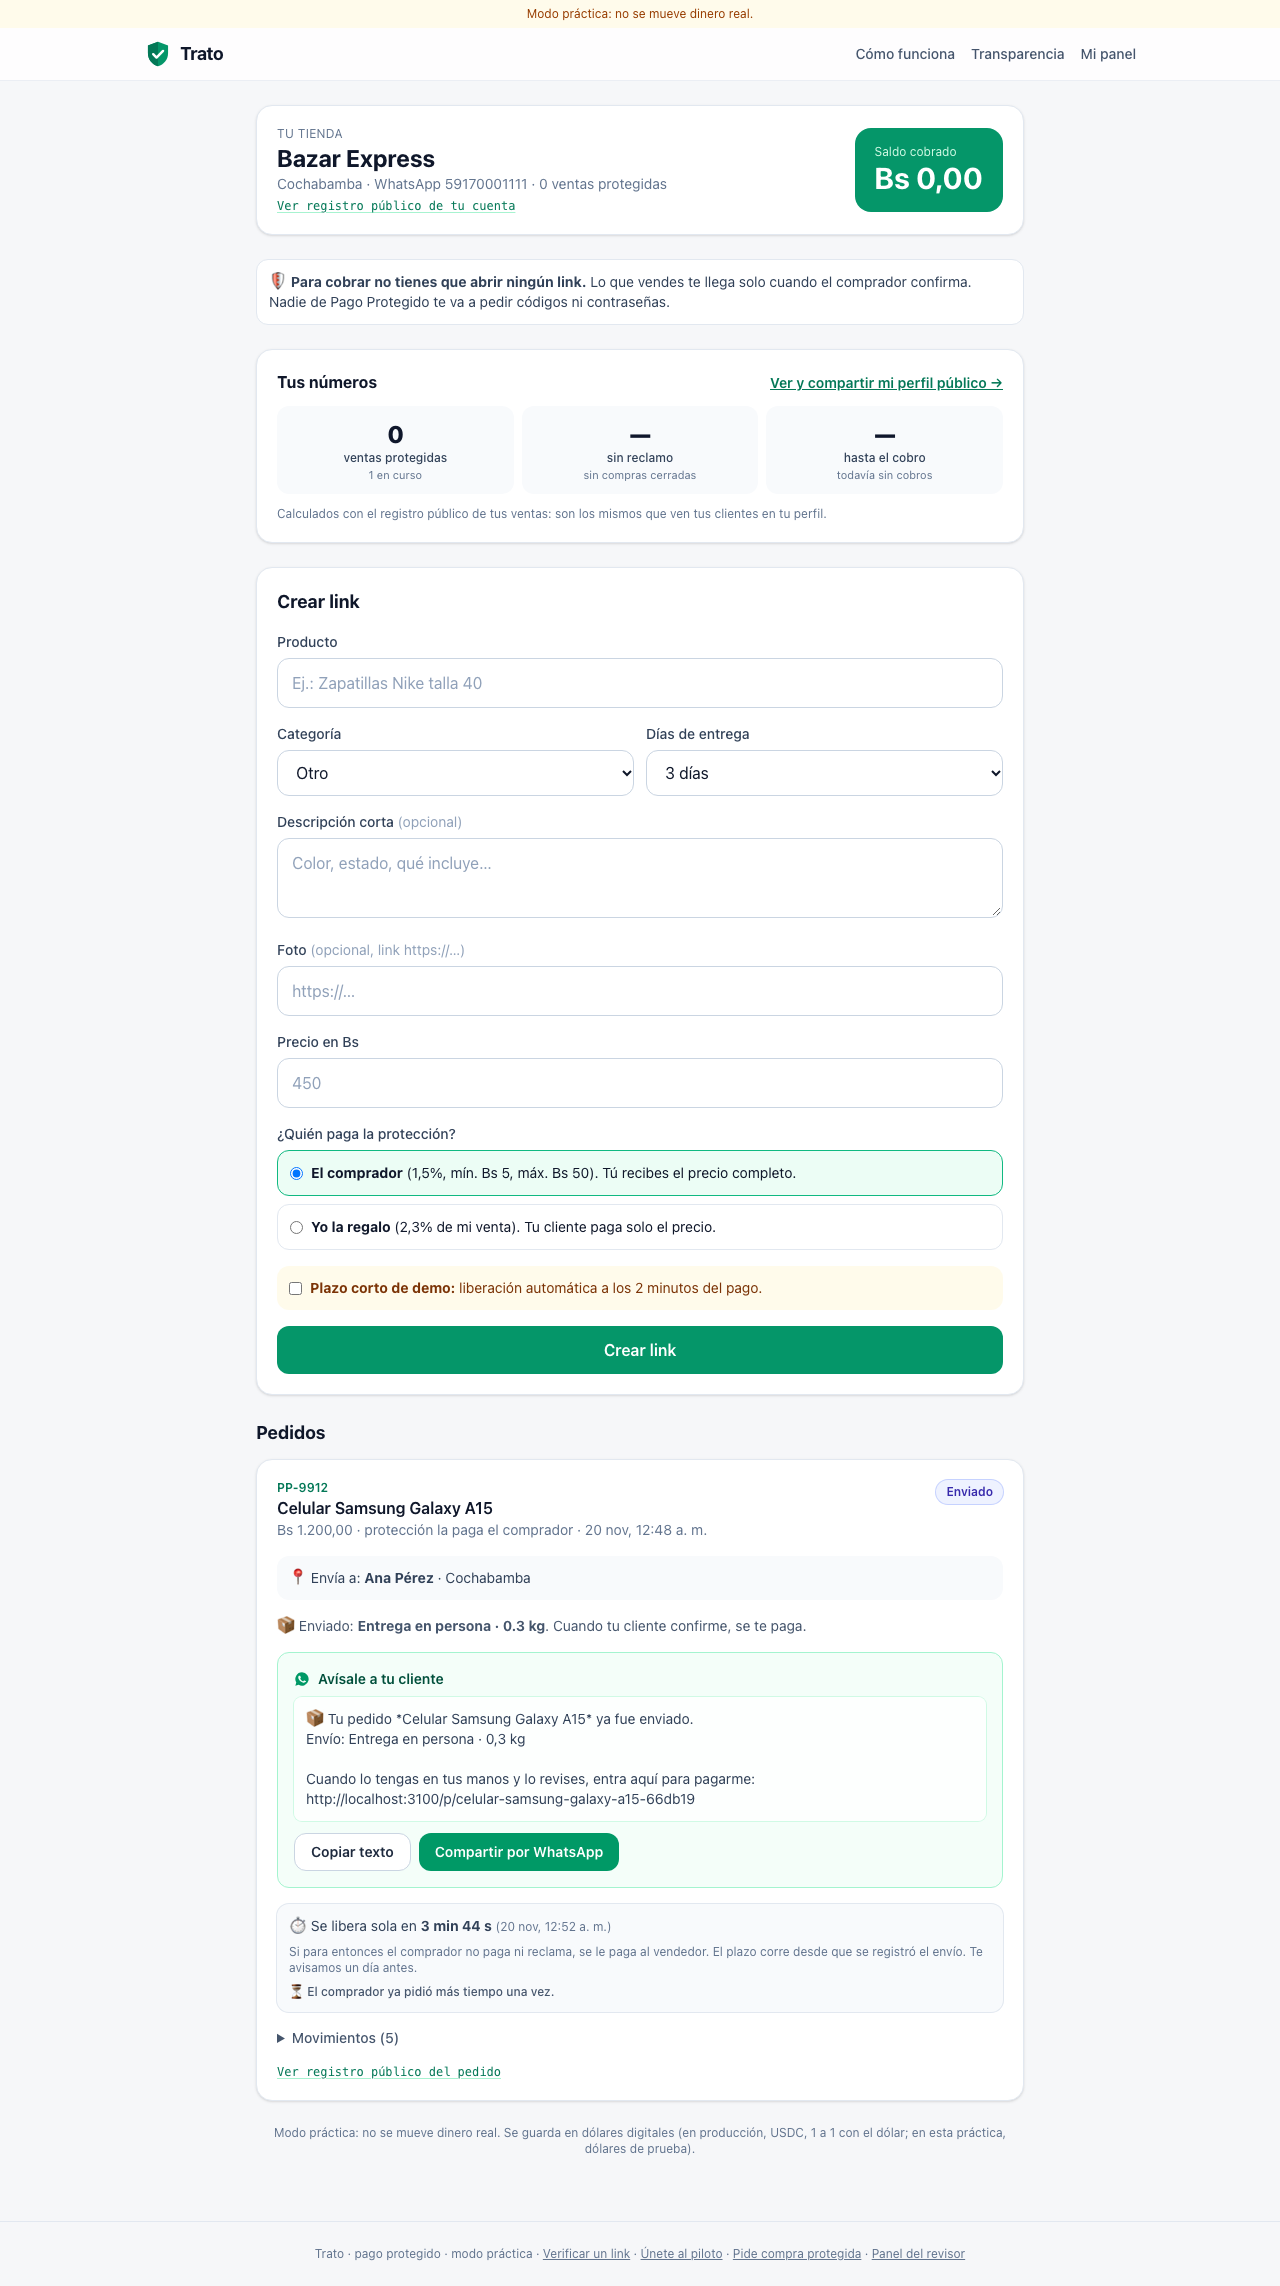 Modo práctica: no se mueve dinero real.
Trato
Cómo funciona Transparencia Mi panel
TU TIENDA
Bazar Express
Cochabamba · WhatsApp 59170001111 · 0 ventas protegidas
Ver registro público de tu cuenta
Saldo cobrado
Bs 0,00
Para cobrar no tienes que abrir ningún link. Lo que vendes te llega solo cuando el comprador confirma.
Nadie de Pago Protegido te va a pedir códigos ni contraseñas.
Tus números
Ver y compartir mi perfil público →
0
ventas protegidas
1 en curso
—
sin reclamo
sin compras cerradas
—
hasta el cobro
todavía sin cobros
Calculados con el registro público de tus ventas: son los mismos que ven tus clientes en tu perfil.
Crear link
Producto
Ej.: Zapatillas Nike talla 40
Categoría
Otro
Días de entrega
3 días
Descripción corta (opcional)
Color, estado, qué incluye...
Foto (opcional, link https://...)
https://...
Precio en Bs
450
¿Quién paga la protección?
El comprador (1,5%, mín. Bs 5, máx. Bs 50). Tú recibes el precio completo.
Yo la regalo (2,3% de mi venta). Tu cliente paga solo el precio.
Plazo corto de demo: liberación automática a los 2 minutos del pago.
Crear link
Pedidos
PP-9912
Celular Samsung Galaxy A15
Bs 1.200,00 · protección la paga el comprador · 20 nov, 12:48 a. m.
Enviado
📍 Envía a: Ana Pérez · Cochabamba
📦 Enviado: Entrega en persona · 0.3 kg. Cuando tu cliente confirme, se te paga.
Avísale a tu cliente
📦 Tu pedido *Celular Samsung Galaxy A15* ya fue enviado.
Envío: Entrega en persona · 0,3 kg
Cuando lo tengas en tus manos y lo revises, entra aquí para pagarme:
http://localhost:3100/p/celular-samsung-galaxy-a15-66db19
Copiar texto
Compartir por WhatsApp
⏱ Se libera sola en 3 min 44 s (20 nov, 12:52 a. m.)
Si para entonces el comprador no paga ni reclama, se le paga al vendedor. El plazo corre desde que se registró el envío. Te
avisamos un día antes.
⏳ El comprador ya pidió más tiempo una vez.
▶ Movimientos (5)
Ver registro público del pedido
Modo práctica: no se mueve dinero real. Se guarda en dólares digitales (en producción, USDC, 1 a 1 con el dólar; en esta práctica,
dólares de prueba).
Trato · pago protegido · modo práctica · Verificar un link · Únete al piloto · Pide compra protegida · Panel del revisor